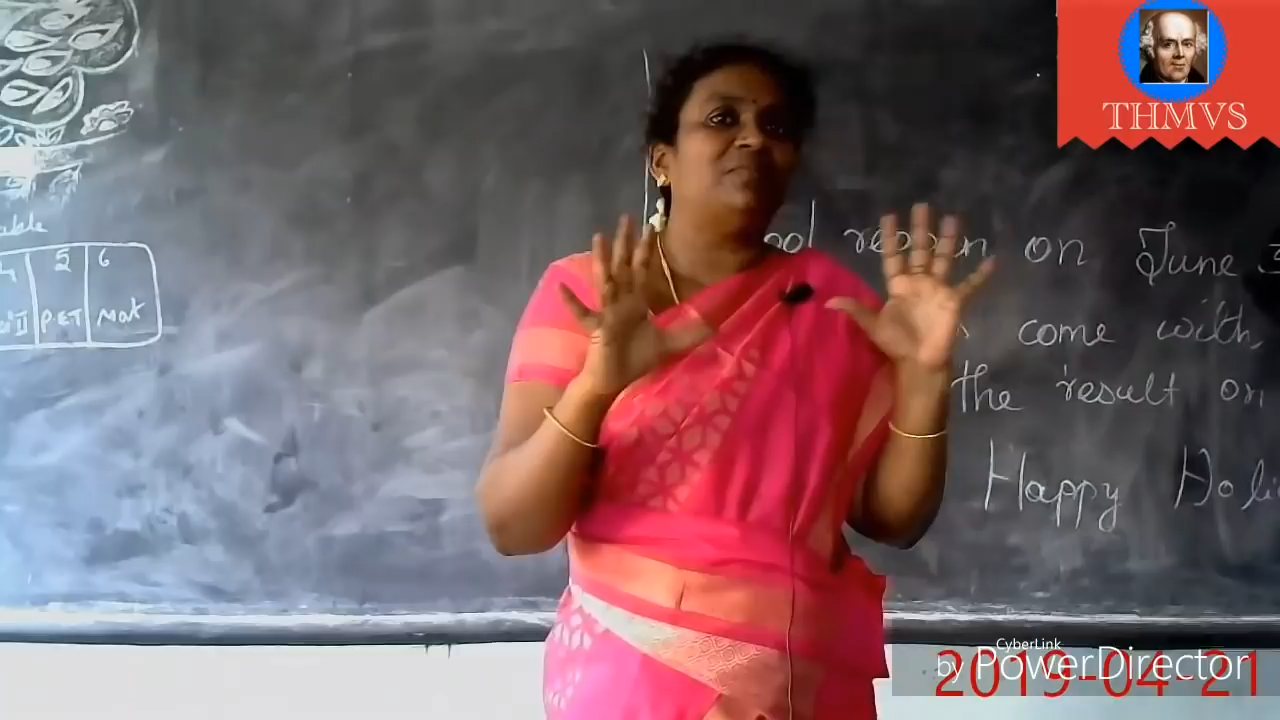 THMVS
on June
come with
the result on
Happy
5 6
PET Mat
CyberLink
by PowerDirector
2019-04-21